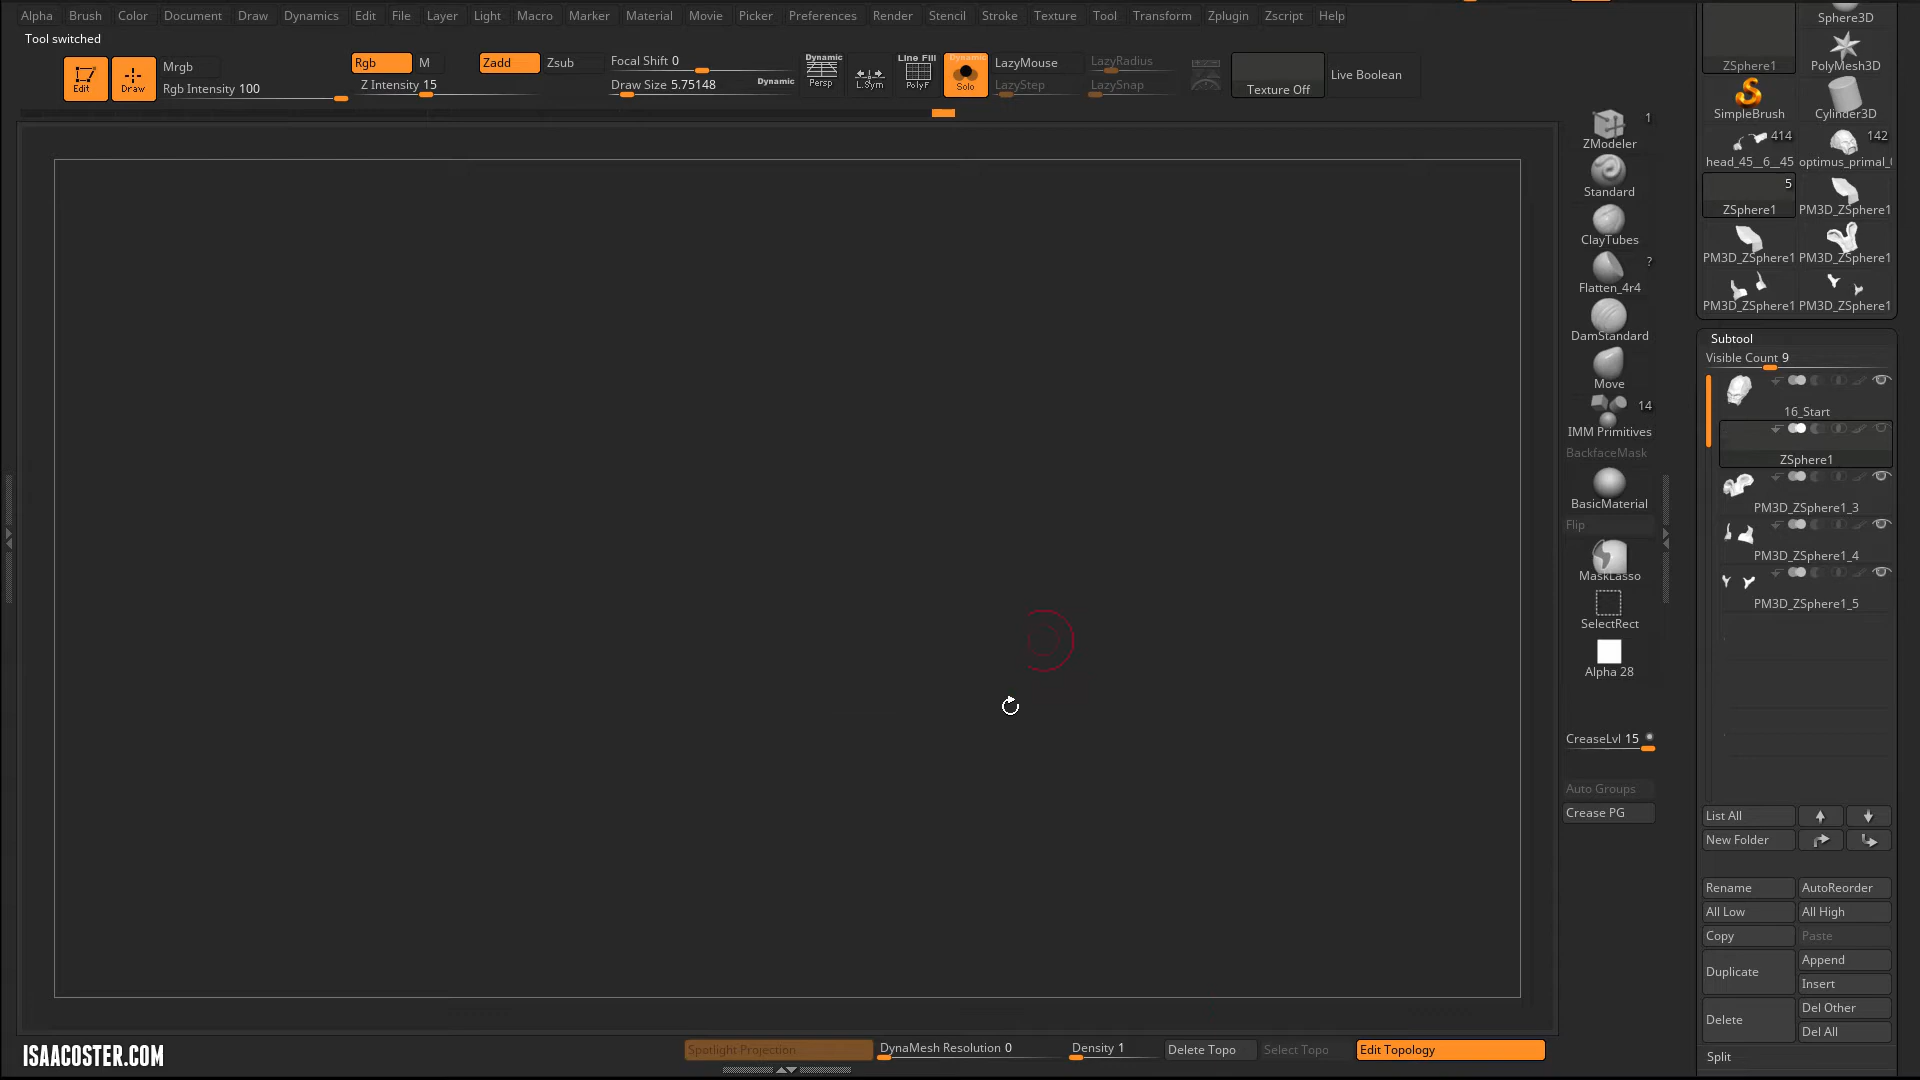 Alpha Brush Color Document Draw Dynamics Edit File Layer Light Macro Marker Material Movie Picker Preferences Render Stencil Stroke Texture Tool Transform Zplugin Zscript Help
Tool switched
Edit
Draw
Mrgb
Rgb Intensity 100
Rgb
M
Z Intensity 15
Zadd
Zsub
Focal Shift 0
Draw Size 5.75148
Dynamic
Dynamic
Persp
L.Sym
Line Fill
PolyF
Dynamic
Solo
LazyMouse
LazyStep
LazyRadius
LazySnap
Texture Off
Live Boolean
1
ZModeler
Standard
ClayTubes
?
Flatten_4r4
DamStandard
Move
14
IMM Primitives
BackfaceMask
BasicMaterial
Flip
MaskLasso
SelectRect
Alpha 28
CreaseLvl 15
Auto Groups
Crease PG
Sphere3D
ZSphere1
PolyMesh3D
SimpleBrush
Cylinder3D
414
142
head_45__6__45
optimus_primal_
5
ZSphere1
PM3D_ZSphere1
PM3D_ZSphere1
PM3D_ZSphere1
PM3D_ZSphere1
PM3D_ZSphere1
Subtool
Visible Count 9
16_Start
ZSphere1
PM3D_ZSphere1_3
PM3D_ZSphere1_4
PM3D_ZSphere1_5
List All
New Folder
Rename
AutoReorder
All Low
All High
Copy
Paste
Duplicate
Append
Insert
Delete
Del Other
Del All
Split
ISAACOSTER.COM
Spotlight Projection
DynaMesh Resolution 0
Density 1
Delete Topo
Select Topo
Edit Topology